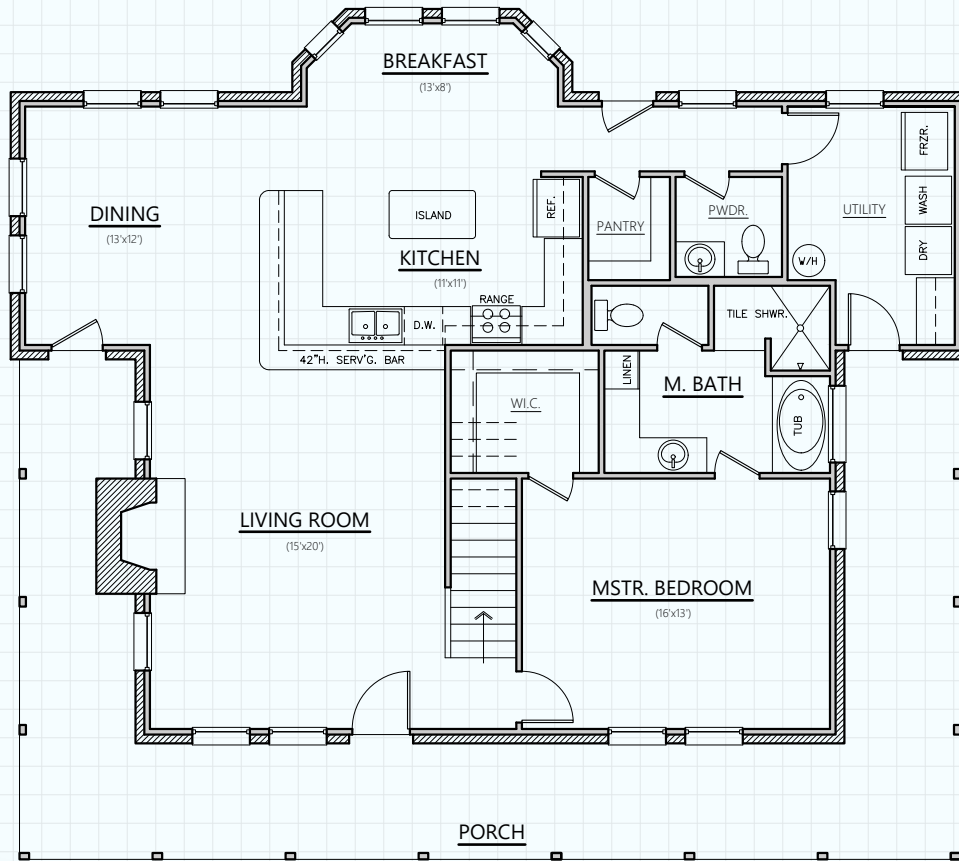 BREAKFAST
(13'x8')
FRZR.
WASH
DRY
UTILITY
W/H
DINING
(13'x12')
ISLAND
REF.
KITCHEN
(11'x11')
PANTRY
PWDR.
RANGE
D.W.
42"H. SERV'G. BAR
TILE SHWR.
LINEN
M. BATH
TUB
W.I.C.
LIVING ROOM
(15'x20')
MSTR. BEDROOM
(16'x13')
PORCH